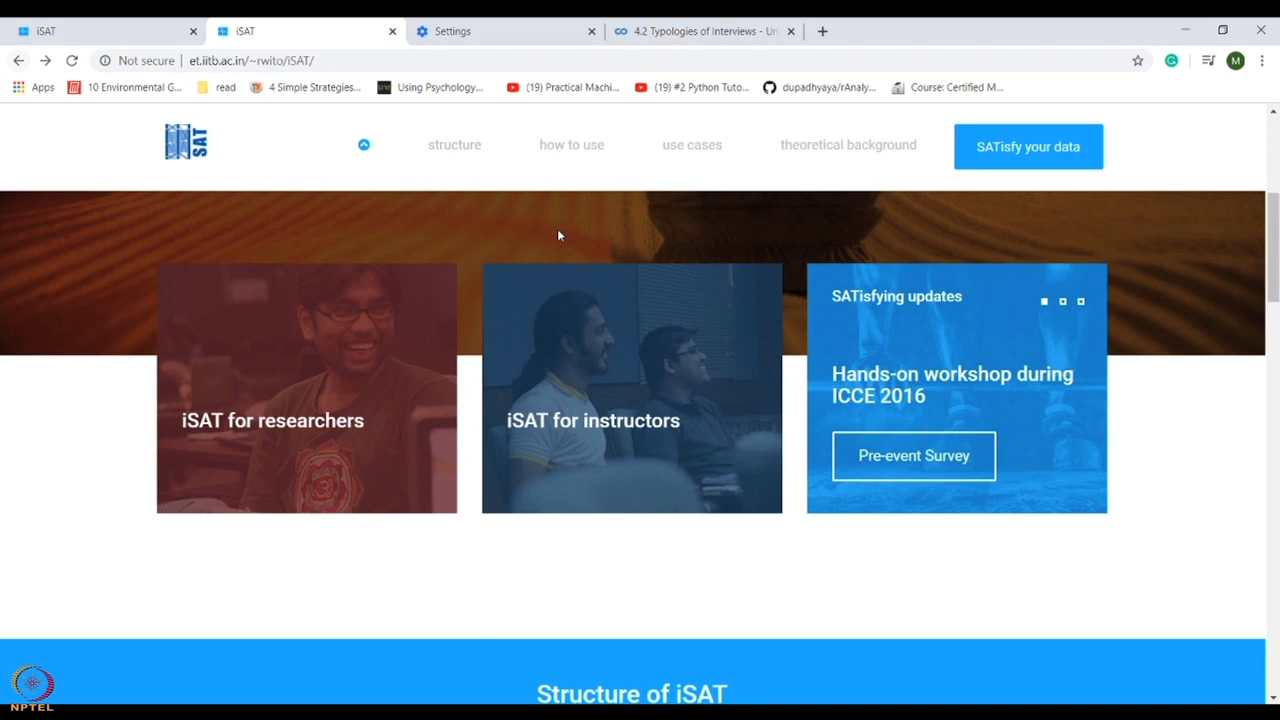 iSAT
iSAT
Settings
4.2 Typologies of Interviews - Un
Not secure | et.iitb.ac.in/~rwito/iSAT/
M
Apps
10 Environmental G...
read
4 Simple Strategies...
Using Psychology...
(19) Practical Machi...
(19) #2 Python Tuto...
dupadhyaya/rAnaly...
Course: Certified M...
SAT
structure
how to use
use cases
theoretical background
SATisfy your data
iSAT for researchers
iSAT for instructors
SATisfying updates
Hands-on workshop during
ICCE 2016
Pre-event Survey
Structure of iSAT
NPTEL